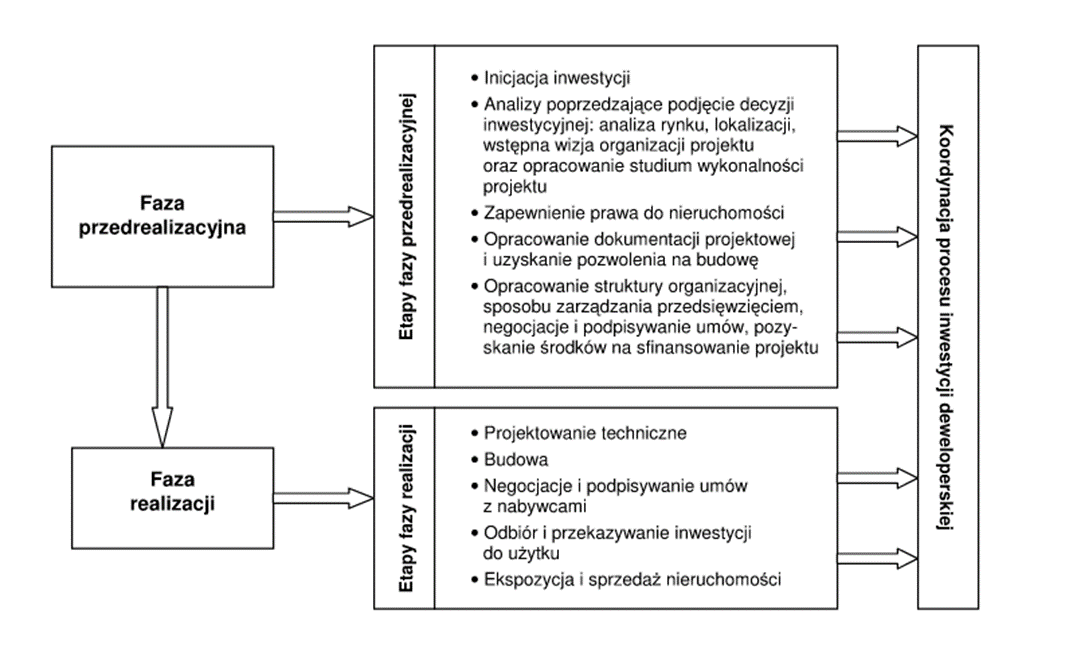 Faza
przedrealizacyjna
Etapy fazy przedrealizacyjnej
• Inicjacja inwestycji
• Analizy poprzedzające podjęcie decyzji
inwestycyjnej: analiza rynku, lokalizacji,
wstępna wizja organizacji projektu
oraz opracowanie studium wykonalności
projektu
• Zapewnienie prawa do nieruchomości
• Opracowanie dokumentacji projektowej
i uzyskanie pozwolenia na budowę
• Opracowanie struktury organizacyjnej,
sposobu zarządzania przedsięwzięciem,
negocjacje i podpisywanie umów, pozy-
skanie środków na sfinansowanie projektu
Faza
realizacji
Etapy fazy realizacji
• Projektowanie techniczne
• Budowa
• Negocjacje i podpisywanie umów
z nabywcami
• Odbiór i przekazywanie inwestycji
do użytku
• Ekspozycja i sprzedaż nieruchomości
Koordynacja procesu inwestycji deweloperskiej